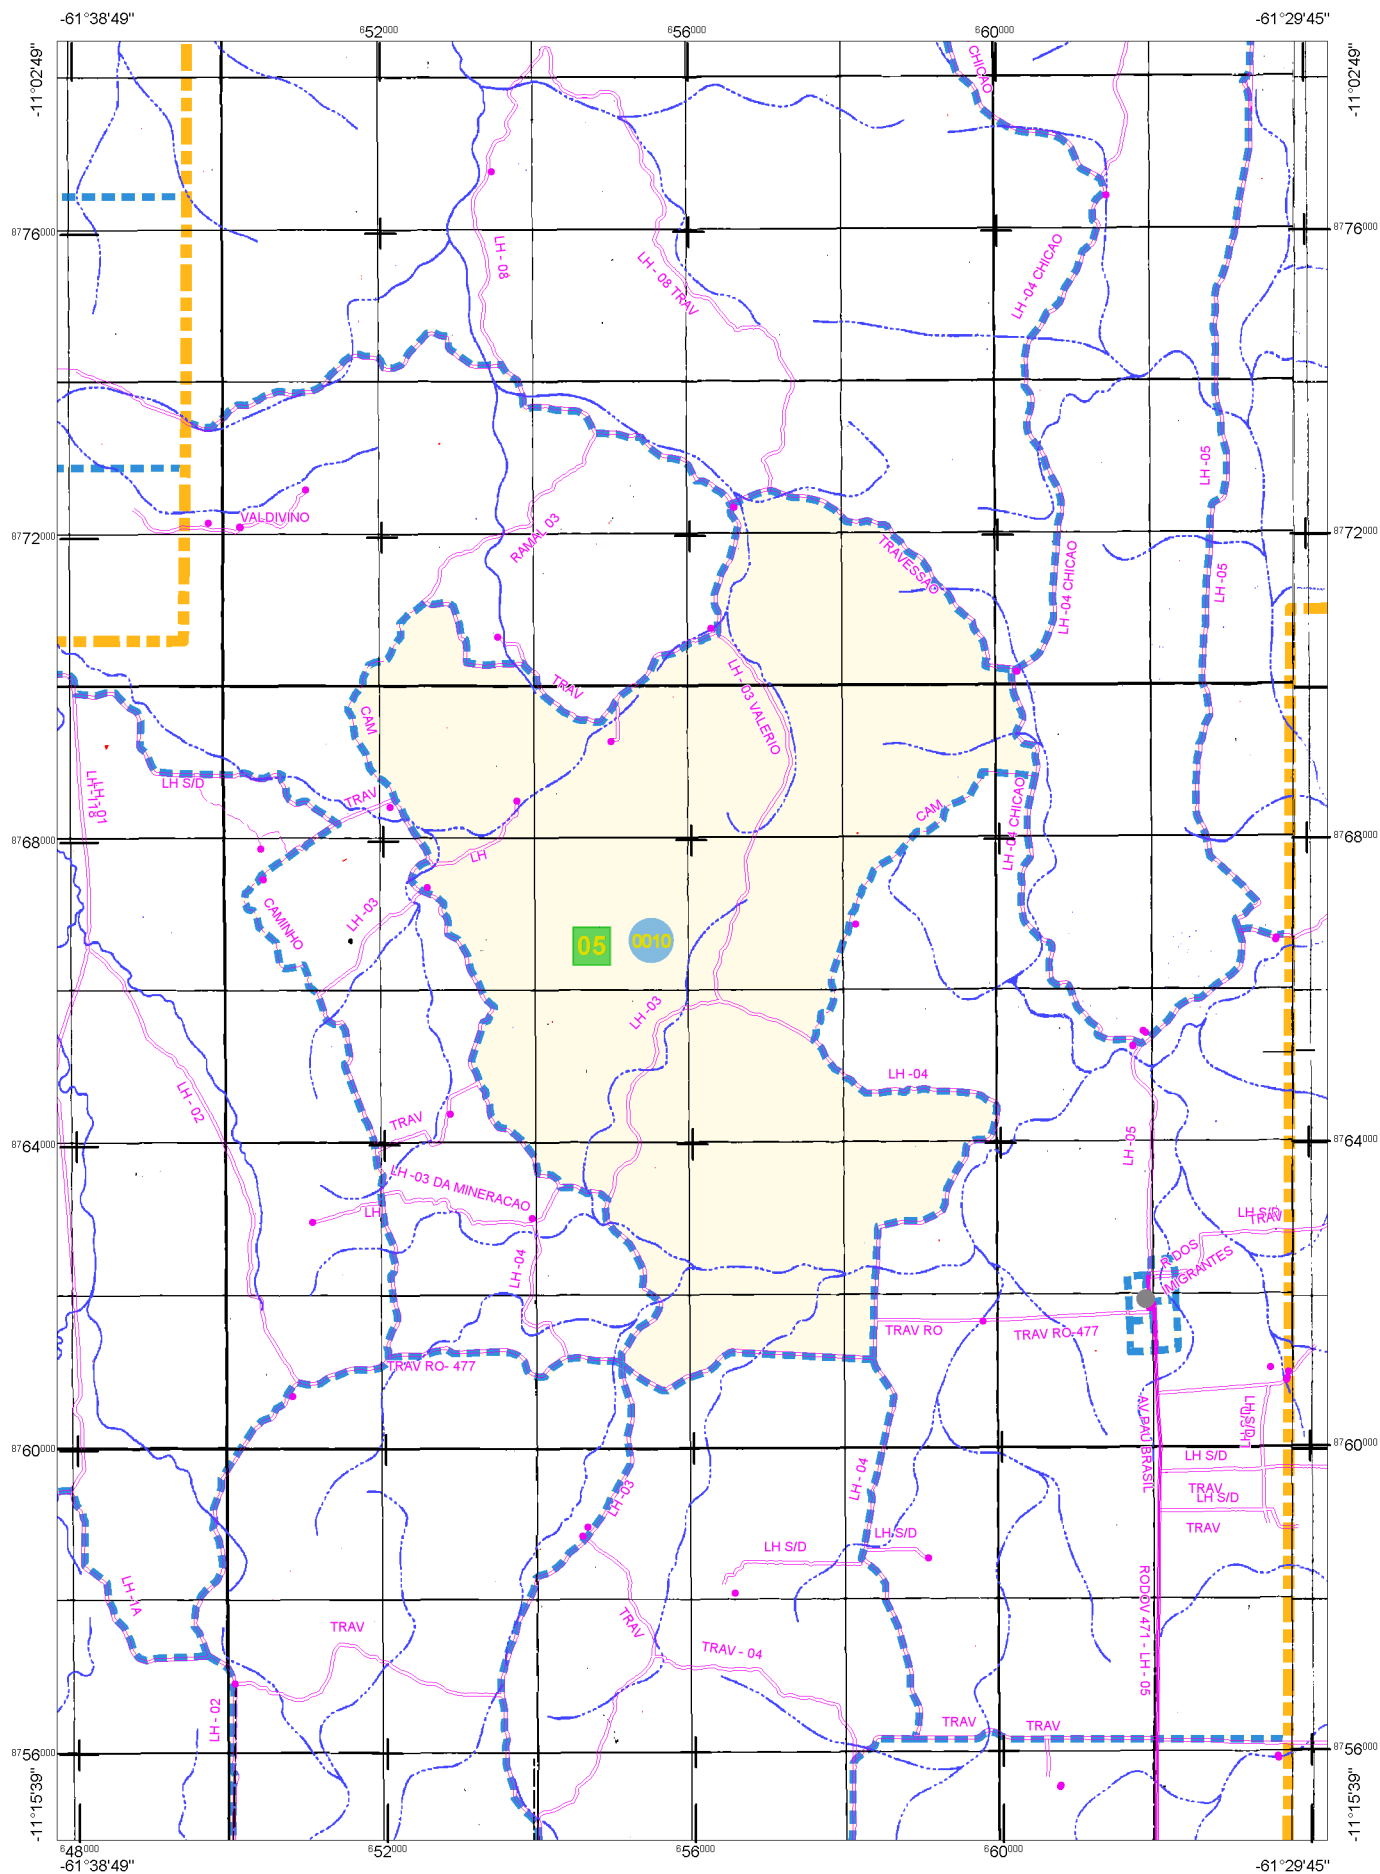 -61°38'49"
-61°29'45"
652000
656000
660000
-11°02'49"
-11°02'49"
CHICAO
8776000
8776000
LH - 08
LH - 08 TRAV
LH -04 CHICAO
LH -05
VALDIVINO
RAMAL 03
8772000
8772000
TRAVESSAO
LH -04 CHICAO
LH -05
TRAV
LH - 03 VALERIO
CAM
LH S/D
TRAV
CAM
LH - 01
LH-118
LH -04 CHICAO
8768000
8768000
LH
CAMINHO
LH -03
05
0010
LH -03
LH -04
LH - 02
TRAV
LH -05
8764000
8764000
LH -03 DA MINERACAO
LH
LH S/D
TRAV
R DOS
IMIGRANTES
LH -04
TRAV RO
TRAV RO-477
TRAV RO- 477
AV PAU BRASIL
LH S/D
8760000
8760000
LH S/D
LH - 04
TRAV
LH S/D
LH -03
TRAV
LH S/D
LH S/D
LH -1A
RODOV 471 - LH - 05
TRAV
TRAV
TRAV - 04
LH - 02
TRAV
TRAV
8756000
8756000
-11°15'39"
-11°15'39"
648000
652000
656000
660000
-61°38'49"
-61°29'45"